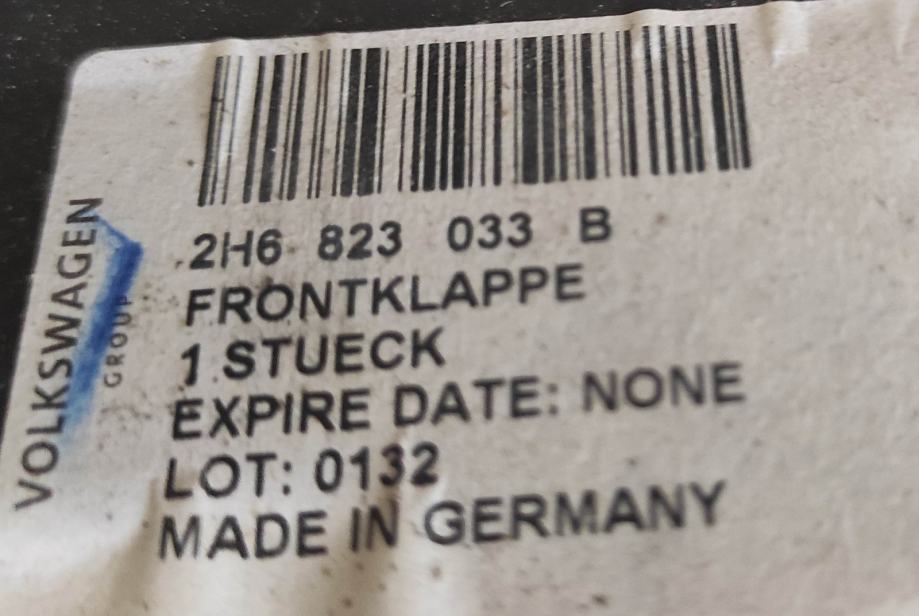 VOLKSWAGEN
GROUP
2H6 823 033 B
FRONTKLAPPE
1 STUECK
EXPIRE DATE: NONE
LOT: 0132
MADE IN GERMANY